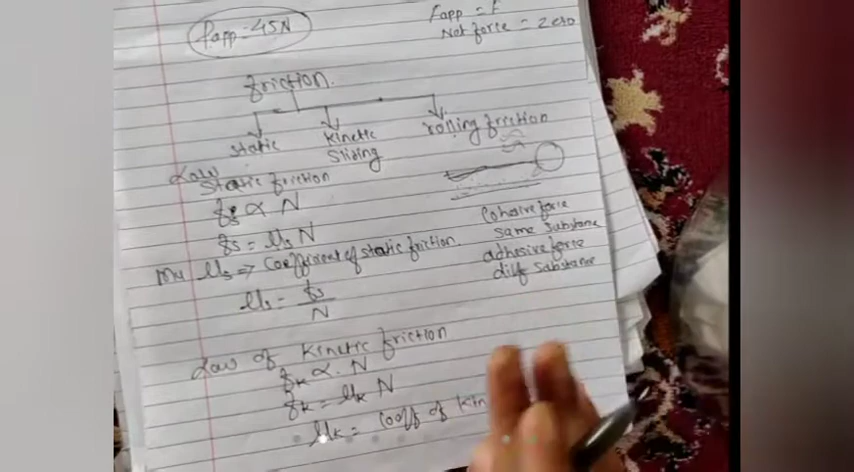 fapp = 45N
Fapp = F
Net force = zero
friction
static
kinetic
sliding
rolling friction
Law
static friction
fs ∝ N
fs = μs N
Mu μs => coefficient of static friction
μs = fs/N
Cohesive force
same substance
adhesive force
diff substance
Law of Kinetic friction
fk ∝ N
fk = μk N
μk = Coeff of Kin